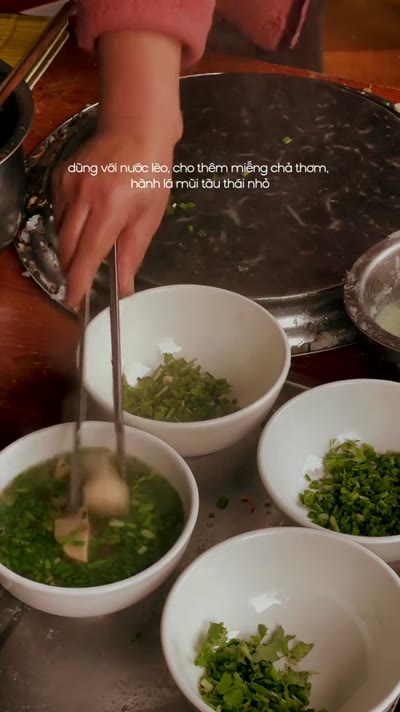 dùng với nước lèo, cho thêm miếng chả thơm,
hành lá mùi tàu thái nhỏ